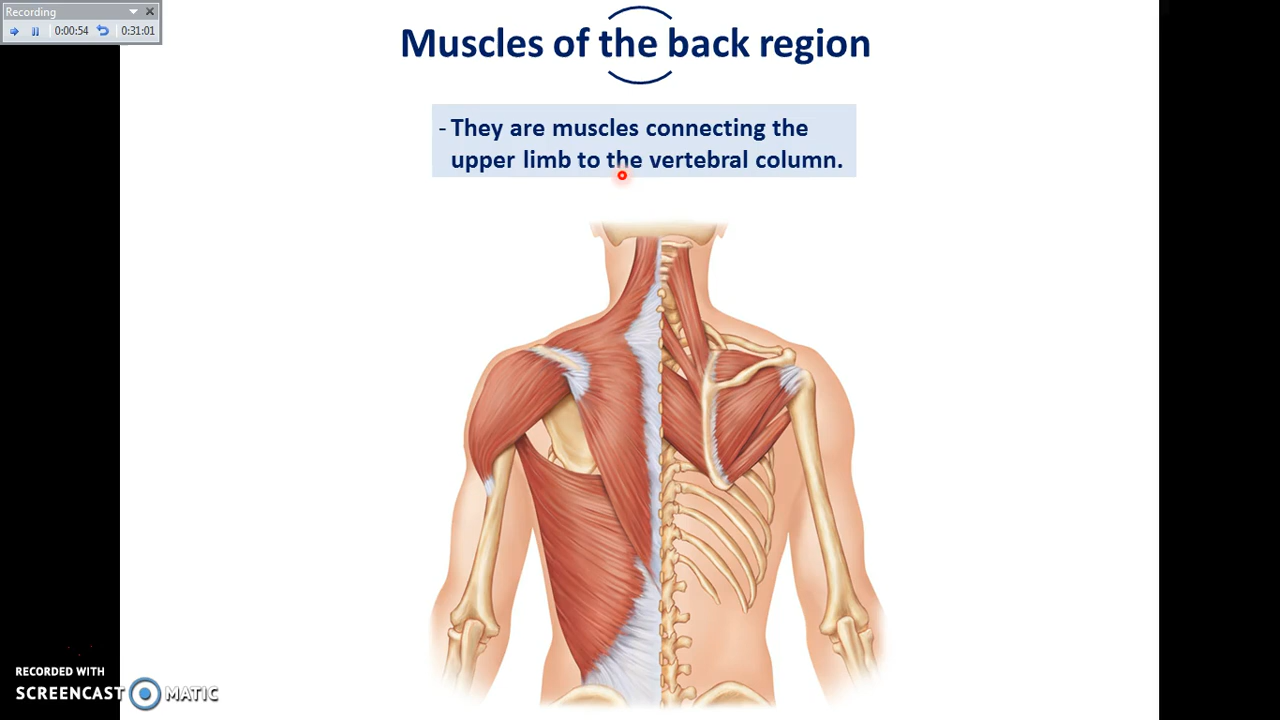 Recording
0:00:54 0:31:01
Muscles of the back region
- They are muscles connecting the
upper limb to the vertebral column.
RECORDED WITH
SCREENCAST MATIC